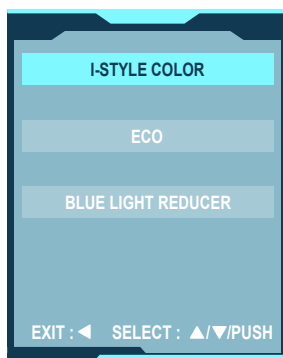 I-STYLE COLOR
ECO
BLUE LIGHT REDUCER
EXIT : ◀ SELECT : ▲/▼/PUSH